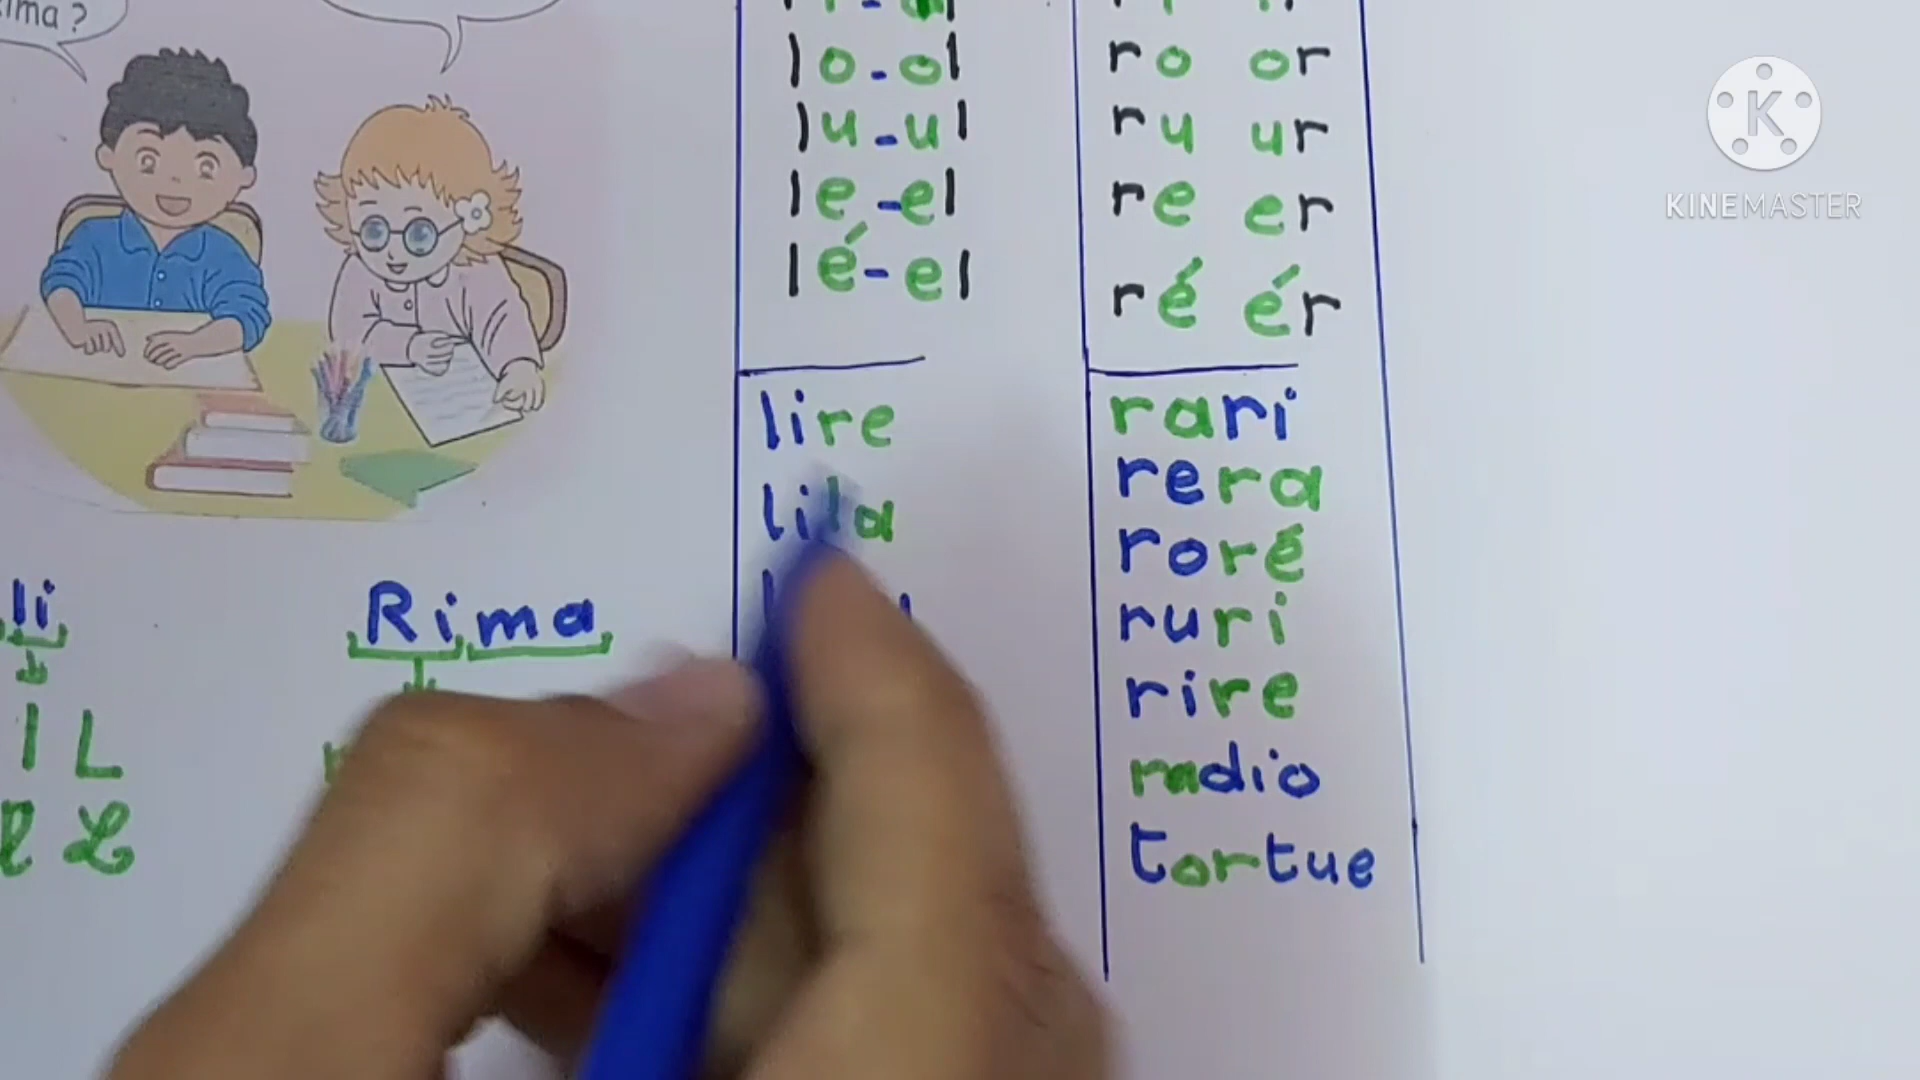 ima ?
lo-ol
lu-ul
le-el
lé-el
ro or
ru ur
re er
ré ér
lire
lila
rari
rera
roré
ruri
rire
radio
tortue
li
l L
l L
Rima
KINEMASTER